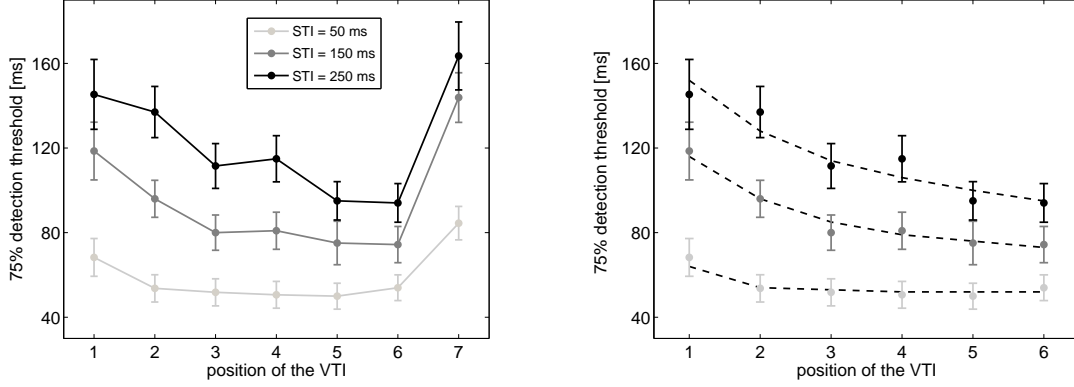 160
120
80
40
75% detection threshold [ms]
STI = 50 ms
STI = 150 ms
STI = 250 ms
1 2 3 4 5 6 7
position of the VTI
160
120
80
40
75% detection threshold [ms]
1 2 3 4 5 6
position of the VTI